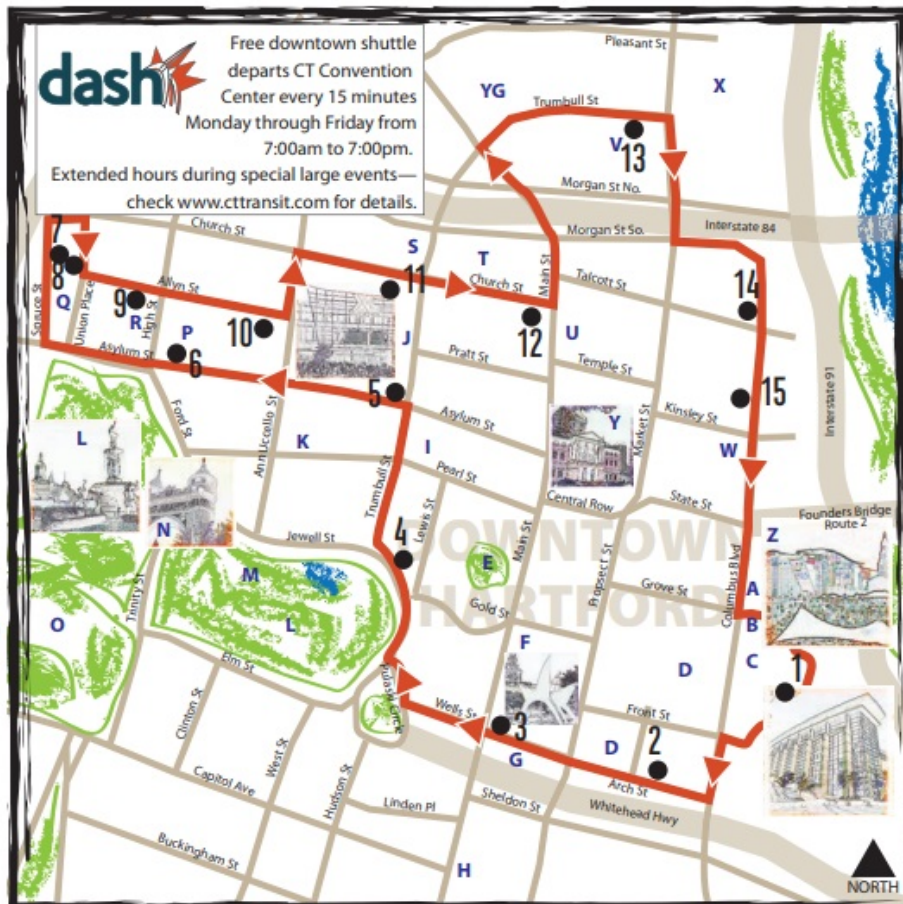 dash
Free downtown shuttle
departs CT Convention
Center every 15 minutes
Monday through Friday from
7:00am to 7:00pm.
Extended hours during special large events—
check www.cttransit.com for details.
Pleasant St
X
YG
Trumbull St
V
13
Morgan St No.
Interstate 84
Morgan St So.
Church St
7
8
S
T
Church St
Main St
Talcott St
11
Allyn St
9
Q
Spruce St
Union Place
R
High St
P
10
J
12
U
14
Interstate 91
Asylum St
6
Pratt St
Temple St
5
15
Ford St
Ann Uccello St
Asylum St
Y
Market St
Kinsley St
L
K
I
W
Trumbull St
Pearl St
Lewis St
Central Row
State St
Founders Bridge
Route 2
N
Jewell St
4
DOWNTOWN
HARTFORD
Main St
Prospect St
Columbus Blvd
Z
E
M
Trinity St
Grove St
A
Gold St
B
O
L
F
C
1
D
Elm St
Pulaski Circle
Wells St
3
Front St
Clinton St
G
D
2
West St
Arch St
Capitol Ave
Hudson St
Linden Pl
Sheldon St
Whitehead Hwy
Buckingham St
H
NORTH